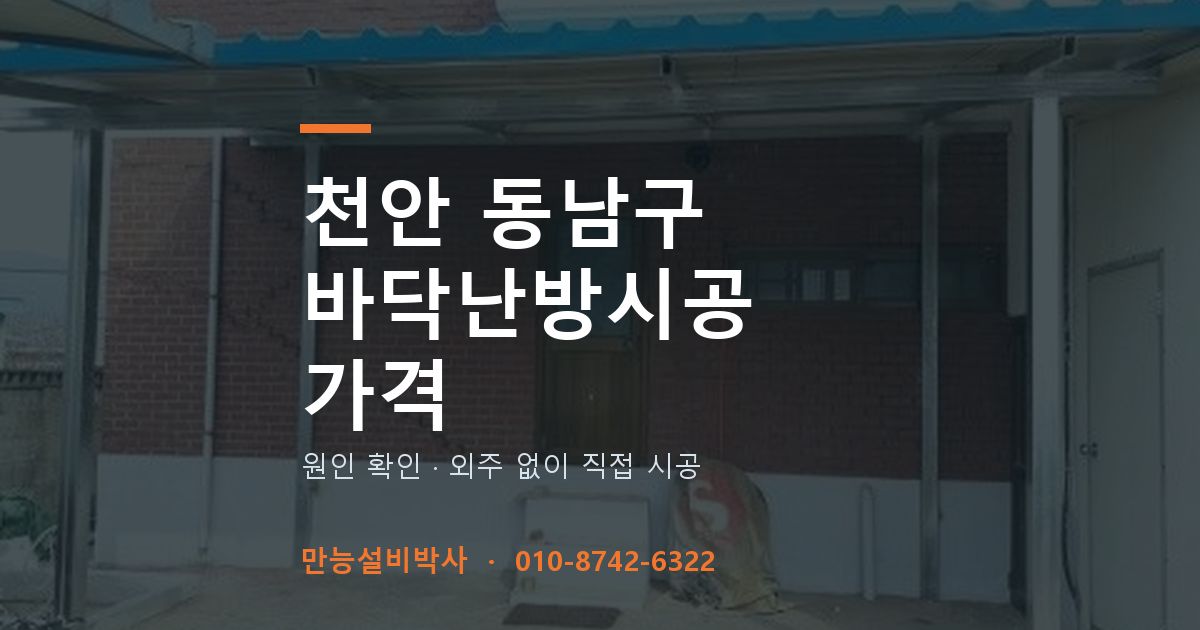 천안 동남구
바닥난방시공
가격
원인 확인 · 외주 없이 직접 시공
만능설비박사 · 010-8742-6322
S